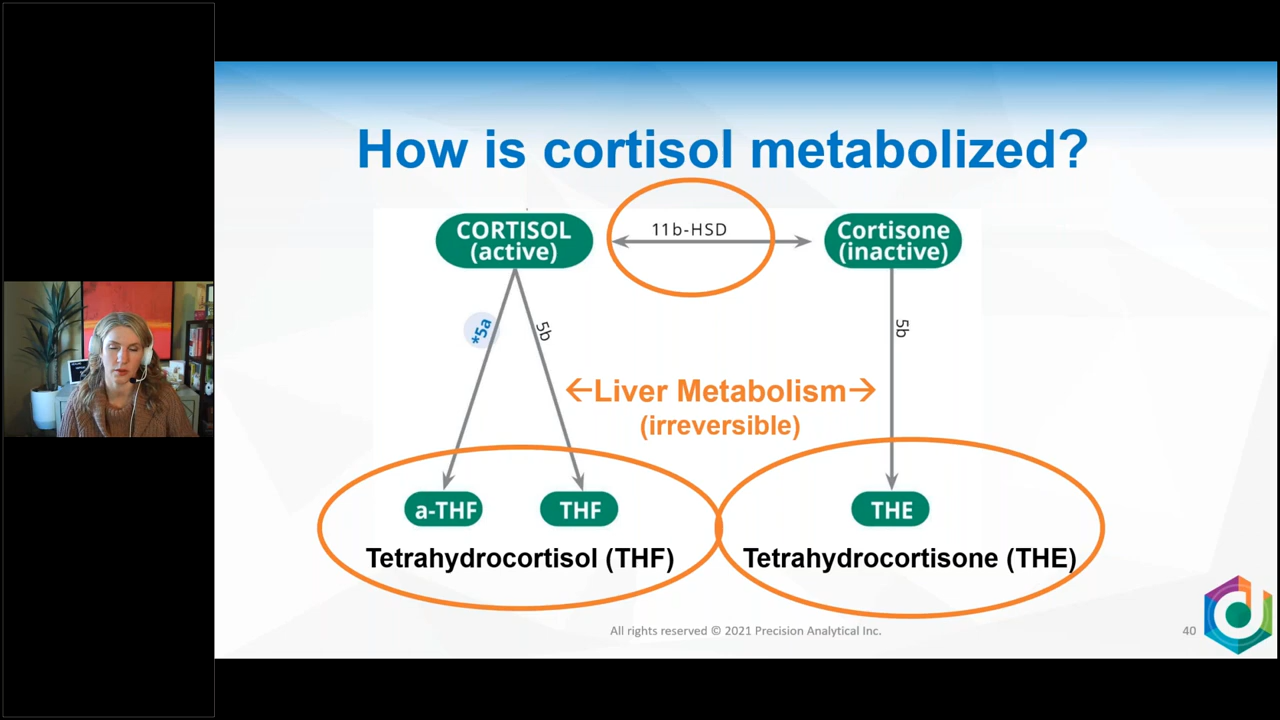 How is cortisol metabolized?
CORTISOL
(active)
11b-HSD
Cortisone
(inactive)
*5a
5b
5b
←Liver Metabolism→
(irreversible)
a-THF
THF
THE
Tetrahydrocortisol (THF)
Tetrahydrocortisone (THE)
All rights reserved © 2021 Precision Analytical Inc.
40